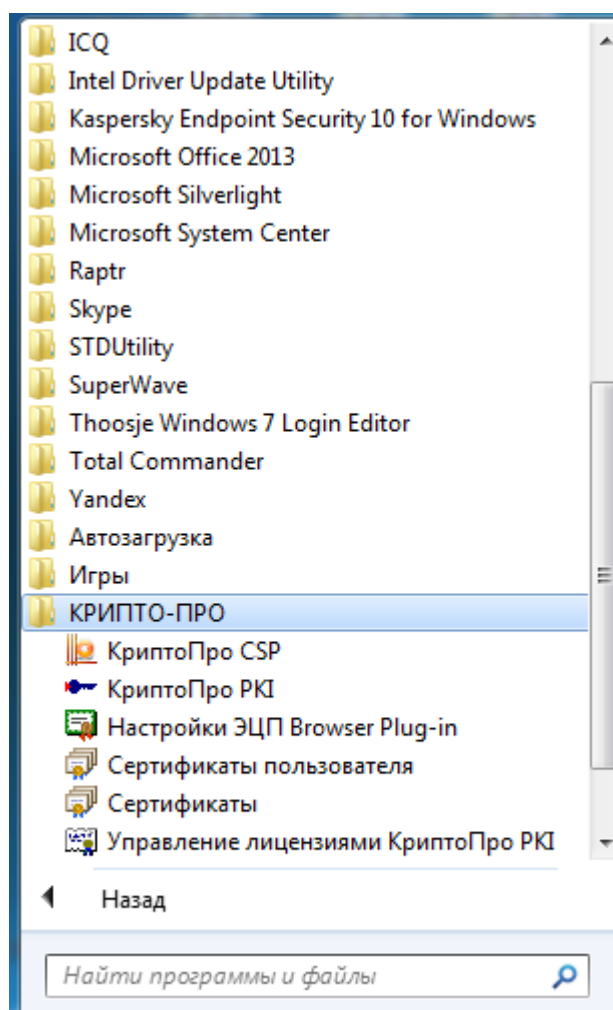 ICQ
Intel Driver Update Utility
Kaspersky Endpoint Security 10 for Windows
Microsoft Office 2013
Microsoft Silverlight
Microsoft System Center
Raptr
Skype
STDUtility
SuperWave
Thoosje Windows 7 Login Editor
Total Commander
Yandex
Автозагрузка
Игры
КРИПТО-ПРО
КриптоПро CSP
КриптоПро PKI
Настройки ЭЦП Browser Plug-in
Сертификаты пользователя
Сертификаты
Управление лицензиями КриптоПро PKI
Назад
Найти программы и файлы